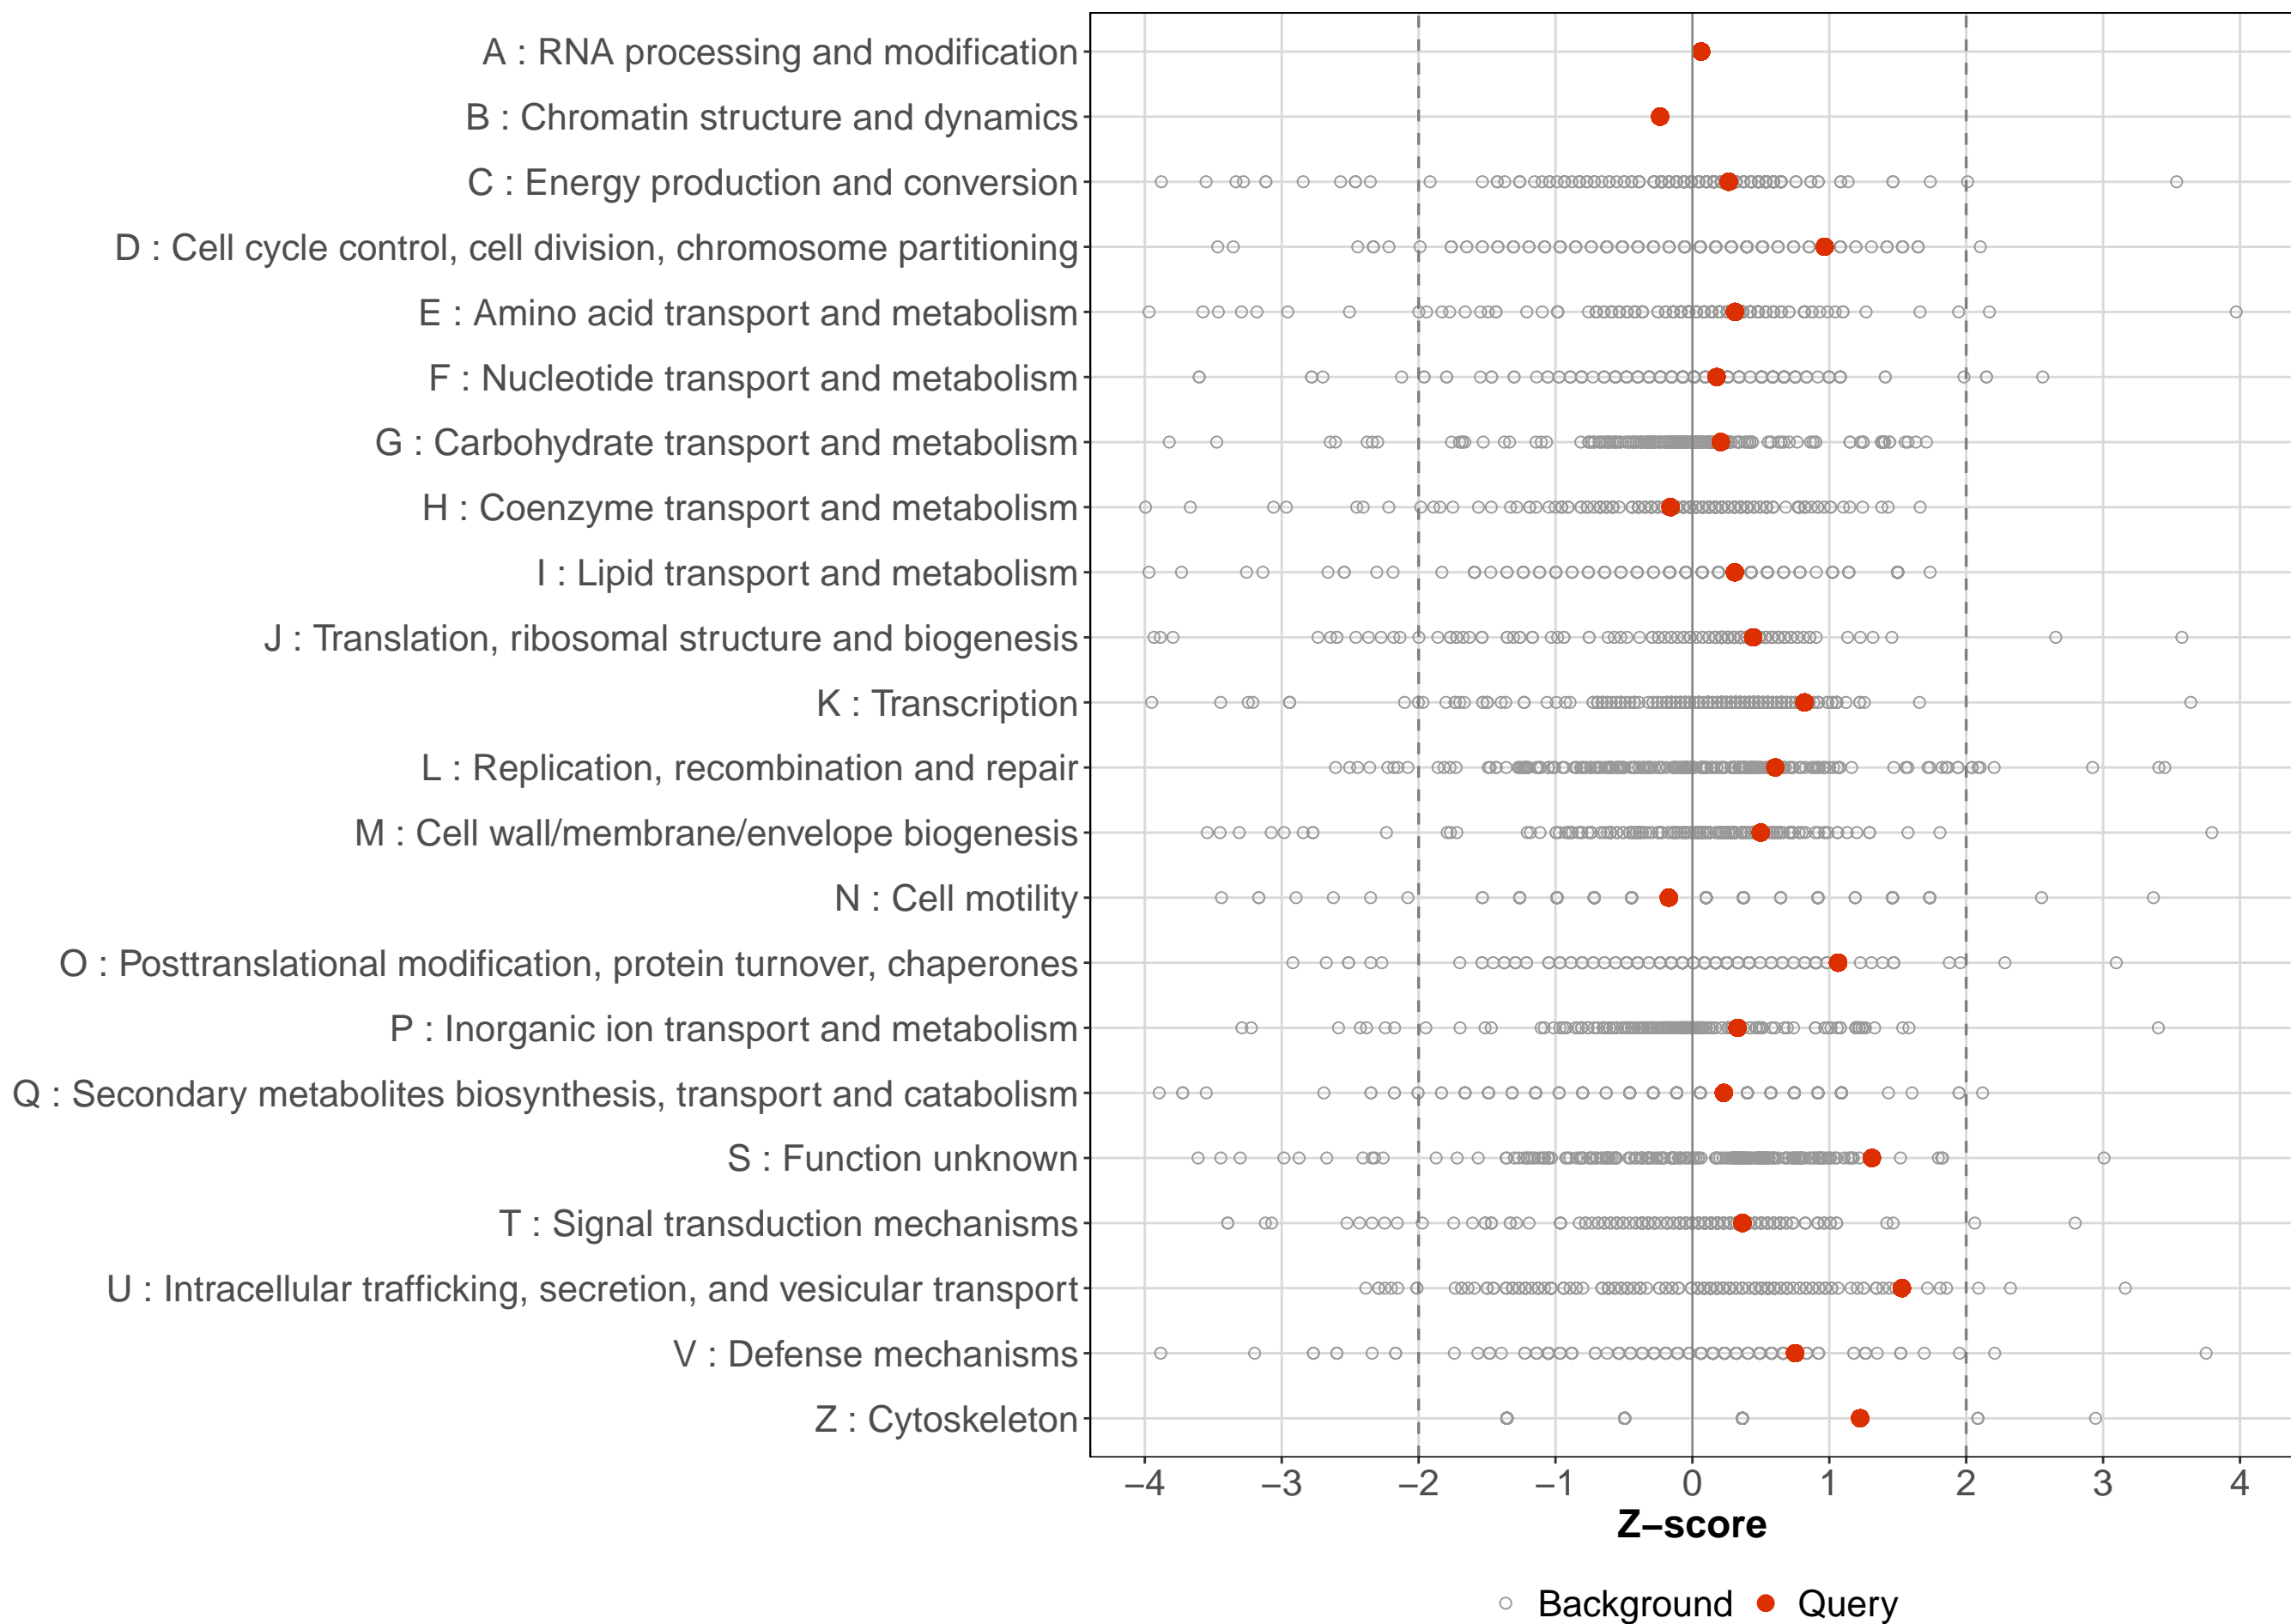 A : RNA processing and modification
B : Chromatin structure and dynamics
C : Energy production and conversion
D : Cell cycle control, cell division, chromosome partitioning
E : Amino acid transport and metabolism
F : Nucleotide transport and metabolism
G : Carbohydrate transport and metabolism
H : Coenzyme transport and metabolism
I : Lipid transport and metabolism
J : Translation, ribosomal structure and biogenesis
K : Transcription
L : Replication, recombination and repair
M : Cell wall/membrane/envelope biogenesis
N : Cell motility
O : Posttranslational modification, protein turnover, chaperones
P : Inorganic ion transport and metabolism
Q : Secondary metabolites biosynthesis, transport and catabolism
S : Function unknown
T : Signal transduction mechanisms
U : Intracellular trafficking, secretion, and vesicular transport
V : Defense mechanisms
Z : Cytoskeleton
−4 −3 −2 −1 0 1 2 3 4
Z−score
Background Query